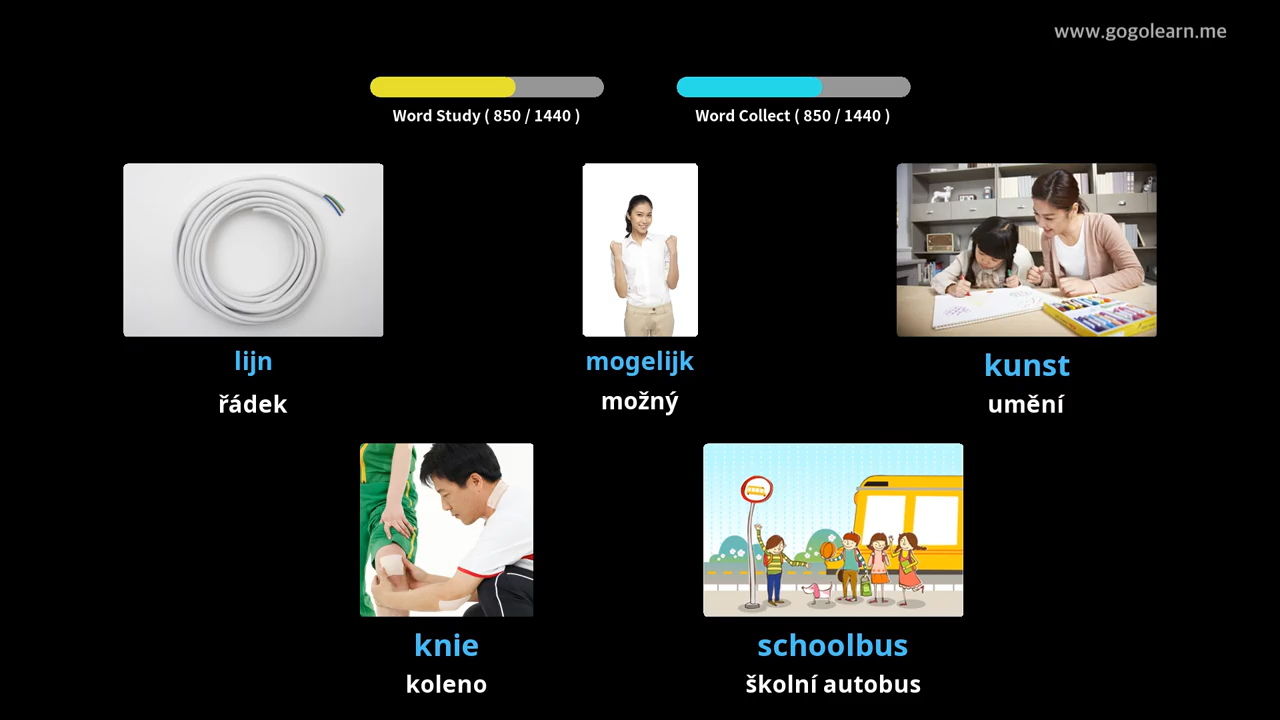 www.gogolearn.me
Word Study ( 850 / 1440 )
Word Collect ( 850 / 1440 )
lijn
řádek
mogelijk
možný
kunst
umění
knie
koleno
schoolbus
školní autobus